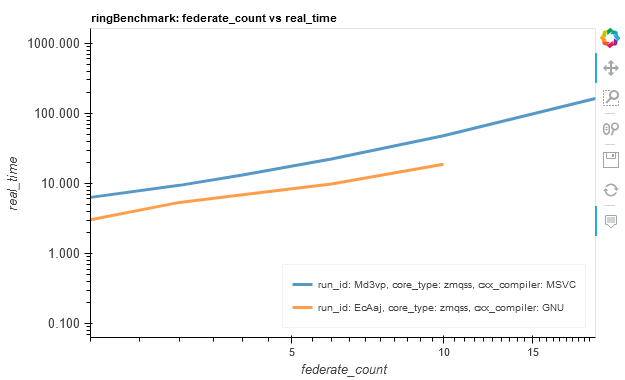 ringBenchmark: federate_count vs real_time
1000.000
100.000
10.000
1.000
0.100
real_time
run_id: Md3vp, core_type: zmqss, cxx_compiler: MSVC
run_id: EcAaj, core_type: zmqss, cxx_compiler: GNU
5
10
15
federate_count